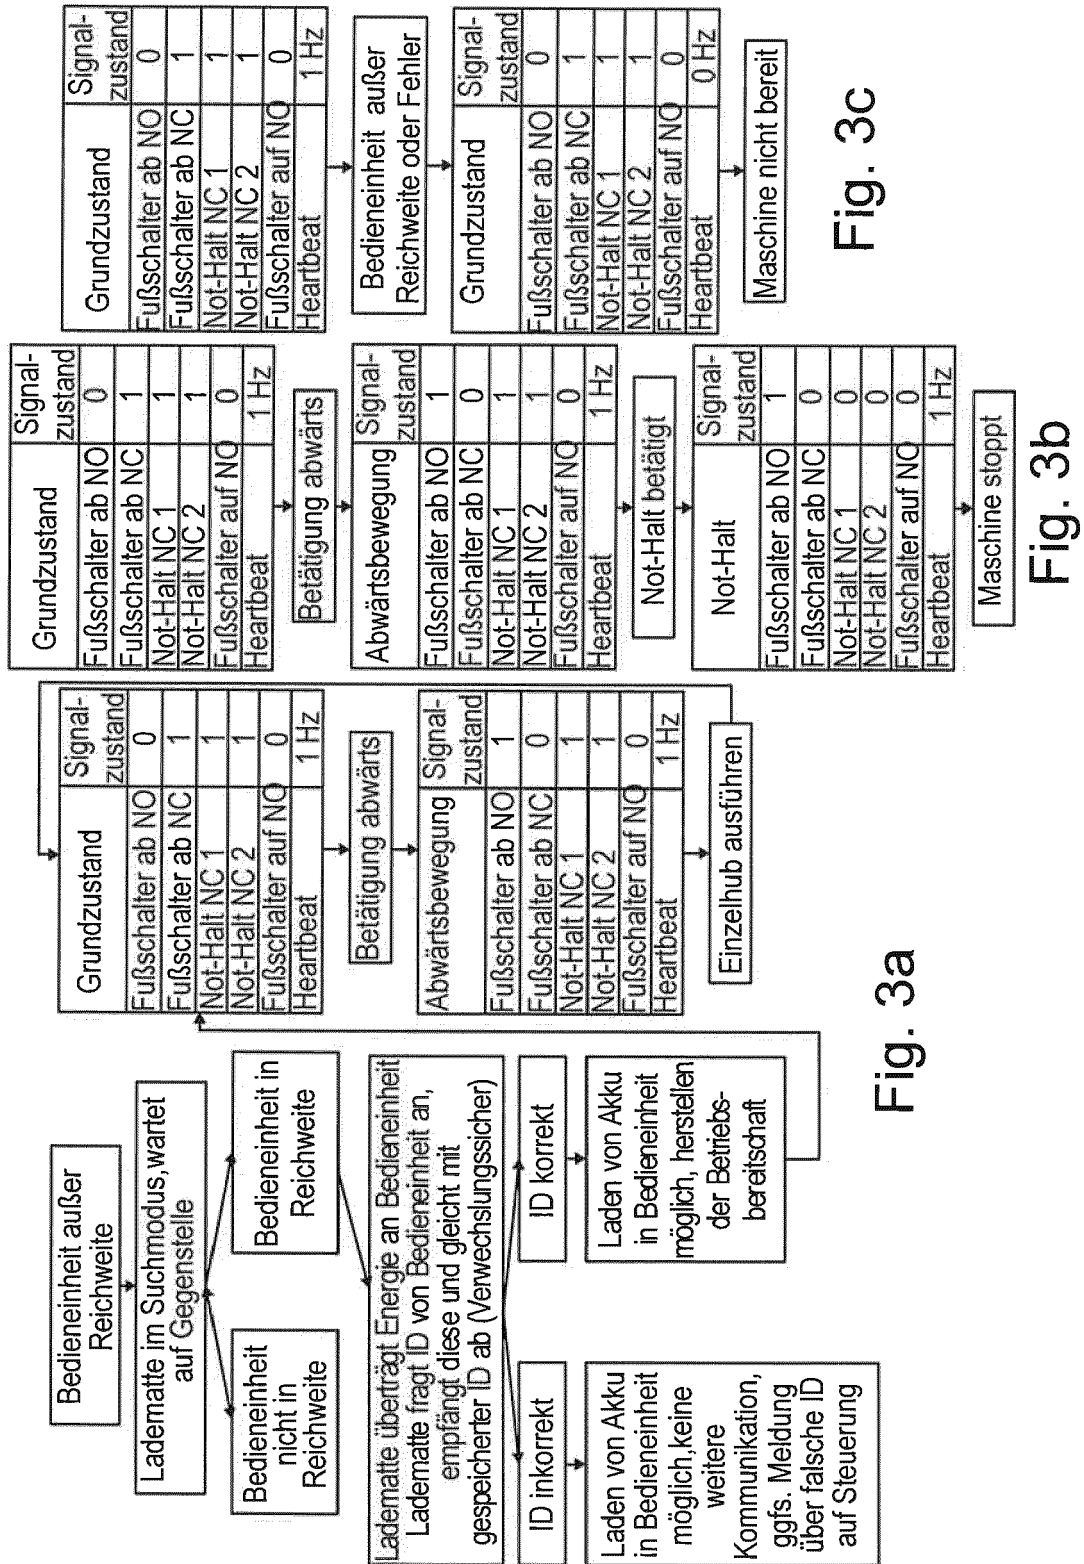 Bedieneinheit außer
Reichweite
Ladematte im Suchmodus,wartet
auf Gegenstelle
Bedieneinheit
nicht in
Reichweite
Bedieneinheit in
Reichweite
Ladematte überträgt Energie an Bedieneinheit
Ladematte fragt ID von Bedieneinheit an,
empfängt diese und gleicht mit
gespeicherter ID ab (Verwechslungssicher)
ID inkorrekt
ID korrekt
Laden von Akku
in Bedieneinheit
möglich,keine
weitere
Kommunikation,
ggfs. Meldung
über falsche ID
auf Steuerung
Laden von Akku
in Bedieneinheit
möglich, herstellen
der Betriebs-
bereitschaft
Grundzustand Signal-
zustand
Fußschalter ab NO 0
Fußschalter ab NC 1
Not-Halt NC 1 1
Not-Halt NC 2 1
Fußschalter auf NO 0
Heartbeat 1 Hz
Betätigung abwärts
Abwärtsbewegung Signal-
zustand
Fußschalter ab NO 1
Fußschalter ab NC 0
Not-Halt NC 1 1
Not-Halt NC 2 1
Fußschalter auf NO 0
Heartbeat 1 Hz
Einzelhub ausführen
Fig. 3a
Grundzustand Signal-
zustand
Fußschalter ab NO 0
Fußschalter ab NC 1
Not-Halt NC 1 1
Not-Halt NC 2 1
Fußschalter auf NO 0
Heartbeat 1 Hz
Betätigung abwärts
Abwärtsbewegung Signal-
zustand
Fußschalter ab NO 1
Fußschalter ab NC 0
Not-Halt NC 1 1
Not-Halt NC 2 1
Fußschalter auf NO 0
Heartbeat 1 Hz
Not-Halt betätigt
Not-Halt Signal-
zustand
Fußschalter ab NO 1
Fußschalter ab NC 0
Not-Halt NC 1 0
Not-Halt NC 2 0
Fußschalter auf NO 0
Heartbeat 1 Hz
Maschine stoppt
Fig. 3b
Grundzustand Signal-
zustand
Fußschalter ab NO 0
Fußschalter ab NC 1
Not-Halt NC 1 1
Not-Halt NC 2 1
Fußschalter auf NO 0
Heartbeat 1 Hz
Bedieneinheit außer
Reichweite oder Fehler
Grundzustand Signal-
zustand
Fußschalter ab NO 0
Fußschalter ab NC 1
Not-Halt NC 1 1
Not-Halt NC 2 1
Fußschalter auf NO 0
Heartbeat 0 Hz
Maschine nicht bereit
Fig. 3c